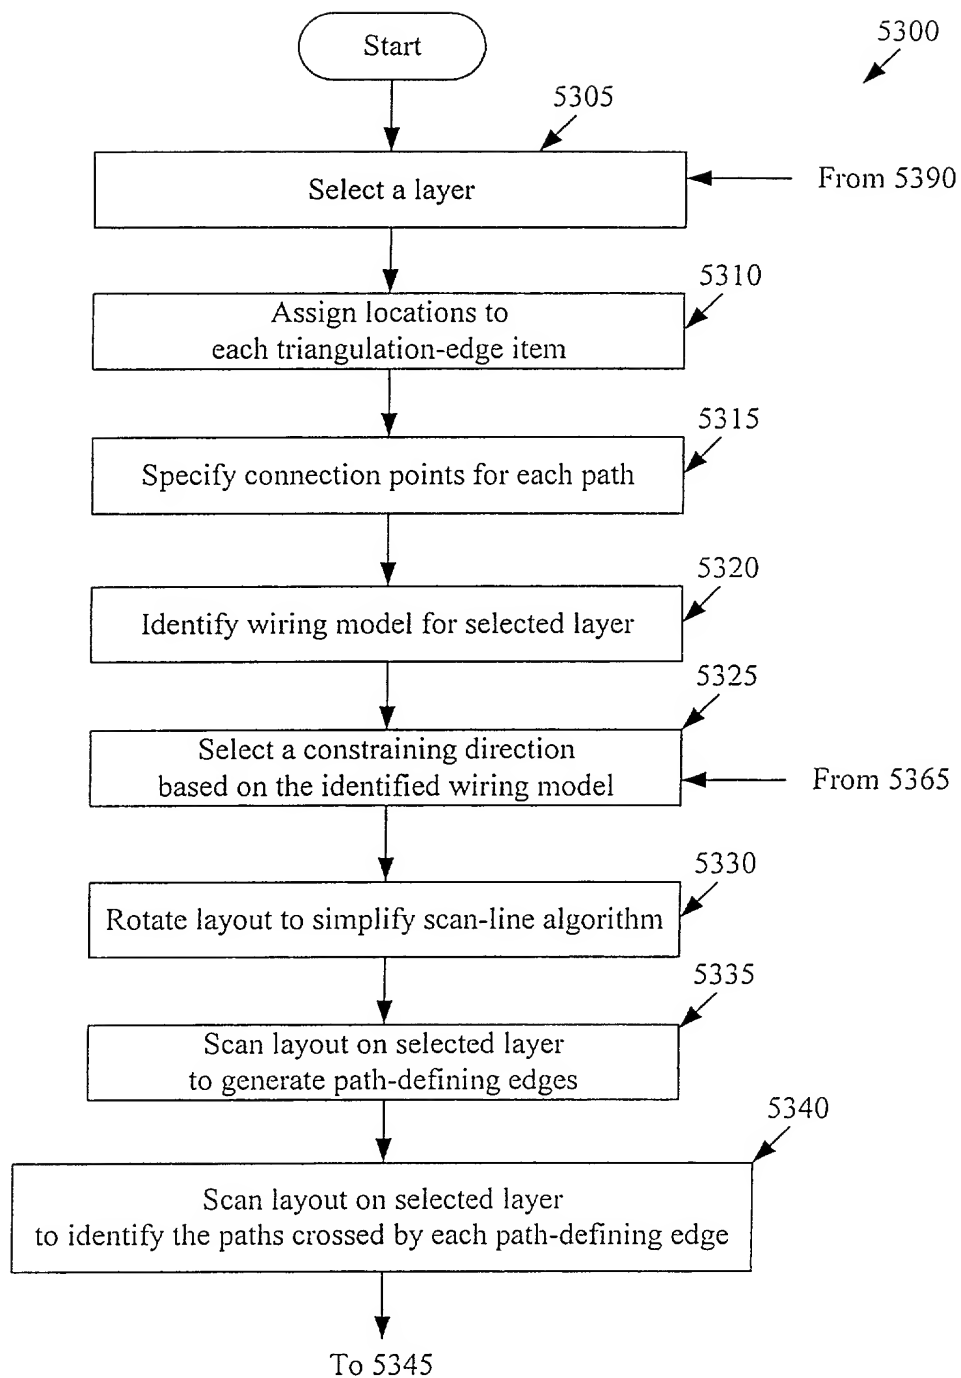 Start
5300
5305
Select a layer
From 5390
5310
Assign locations to
each triangulation-edge item
5315
Specify connection points for each path
5320
Identify wiring model for selected layer
5325
Select a constraining direction
based on the identified wiring model
From 5365
5330
Rotate layout to simplify scan-line algorithm
5335
Scan layout on selected layer
to generate path-defining edges
5340
Scan layout on selected layer
to identify the paths crossed by each path-defining edge
To 5345